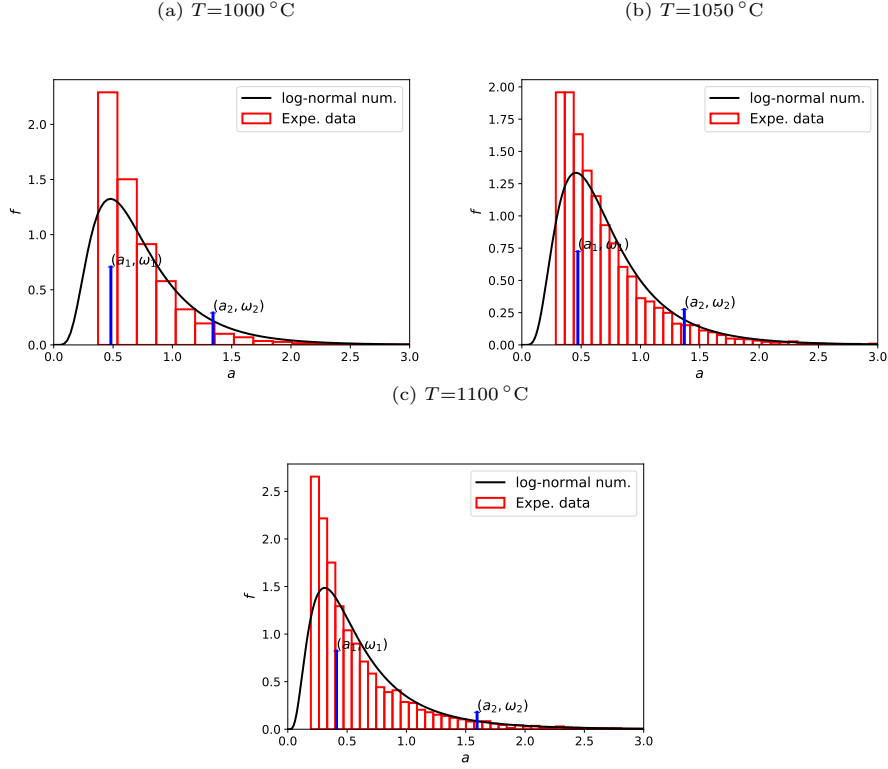 (a) T=1000 °C
log-normal num.
Expe. data
(a₁, ω₁)
(a₂, ω₂)
f
2.0
1.5
1.0
0.5
0.0
0.0 0.5 1.0 1.5 2.0 2.5 3.0
a
(b) T=1050 °C
log-normal num.
Expe. data
(a₁, ω₁)
(a₂, ω₂)
f
2.00
1.75
1.50
1.25
1.00
0.75
0.50
0.25
0.00
0.0 0.5 1.0 1.5 2.0 2.5 3.0
a
(c) T=1100 °C
log-normal num.
Expe. data
(a₁, ω₁)
(a₂, ω₂)
f
2.5
2.0
1.5
1.0
0.5
0.0
0.0 0.5 1.0 1.5 2.0 2.5 3.0
a